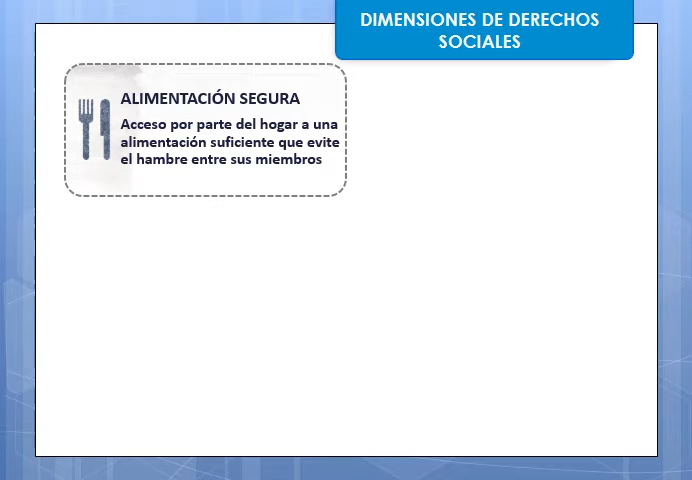 DIMENSIONES DE DERECHOS
SOCIALES
ALIMENTACIÓN SEGURA
Acceso por parte del hogar a una
alimentación suficiente que evite
el hambre entre sus miembros